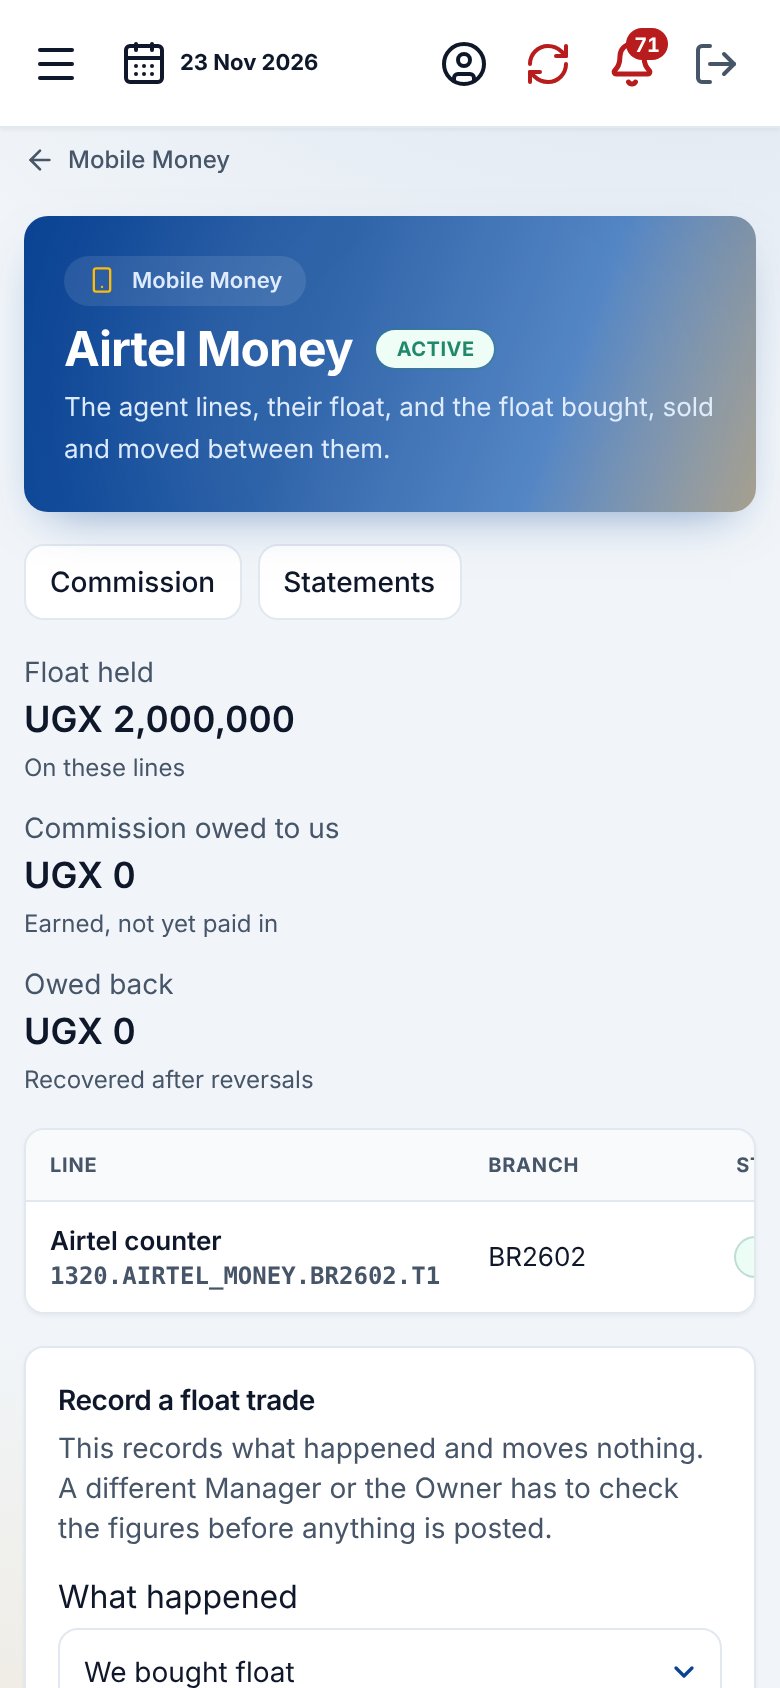 23 Nov 2026
71
Mobile Money
Mobile Money
Airtel Money ACTIVE
The agent lines, their float, and the float bought, sold
and moved between them.
Commission Statements
Float held
UGX 2,000,000
On these lines
Commission owed to us
UGX 0
Earned, not yet paid in
Owed back
UGX 0
Recovered after reversals
LINE BRANCH
Airtel counter
1320.AIRTEL_MONEY.BR2602.T1 BR2602
Record a float trade
This records what happened and moves nothing.
A different Manager or the Owner has to check
the figures before anything is posted.
What happened
We bought float